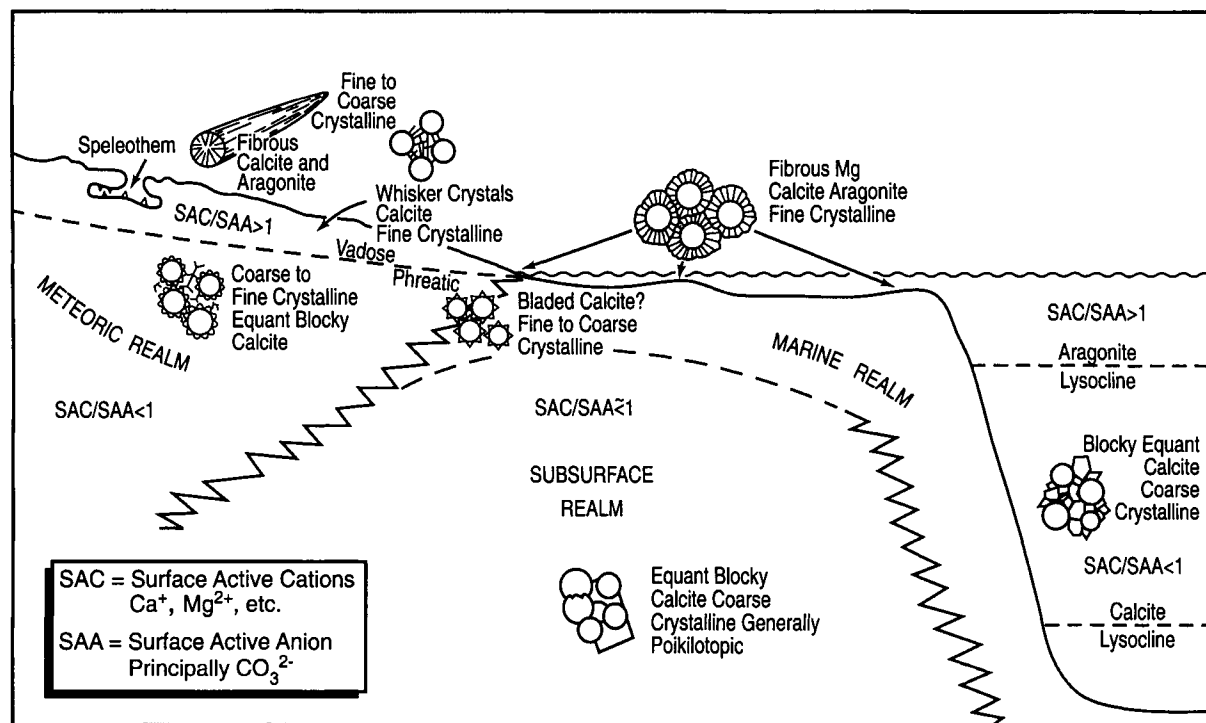 Fine to
Coarse
Crystalline
Speleothem
Fibrous
Calcite and
Aragonite
Whisker Crystals
Calcite
Fine Crystalline
Fibrous Mg
Calcite Aragonite
Fine Crystalline
SAC/SAA>1
Vadose
Phreatic
METEORIC REALM
Coarse to
Fine Crystalline
Equant Blocky
Calcite
Bladed Calcite?
Fine to Coarse
Crystalline
MARINE REALM
SAC/SAA>1
Aragonite
Lysocline
SAC/SAA<1
SAC/SAA≷1
SUBSURFACE
REALM
Blocky Equant
Calcite
Coarse
Crystalline
SAC/SAA<1
Calcite
Lysocline
Equant Blocky
Calcite Coarse
Crystalline Generally
Poikilotopic
SAC = Surface Active Cations
Ca⁺, Mg²⁺, etc.
SAA = Surface Active Anion
Principally CO₃²⁻